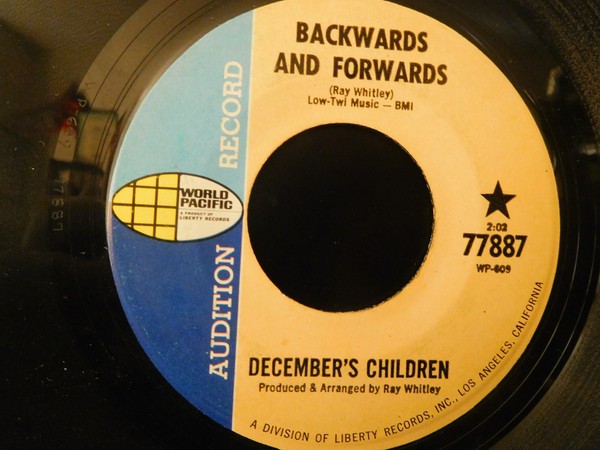 BACKWARDS
AND FORWARDS
(Ray Whitley)
Low-Twi Music — BMI
AUDITION RECORD
WORLD
PACIFIC
A PRODUCT OF
LIBERTY RECORDS
★
2:02
77887
WP-609
DECEMBER'S CHILDREN
Produced & Arranged by Ray Whitley
A DIVISION OF LIBERTY RECORDS, INC., LOS ANGELES, CALIFORNIA